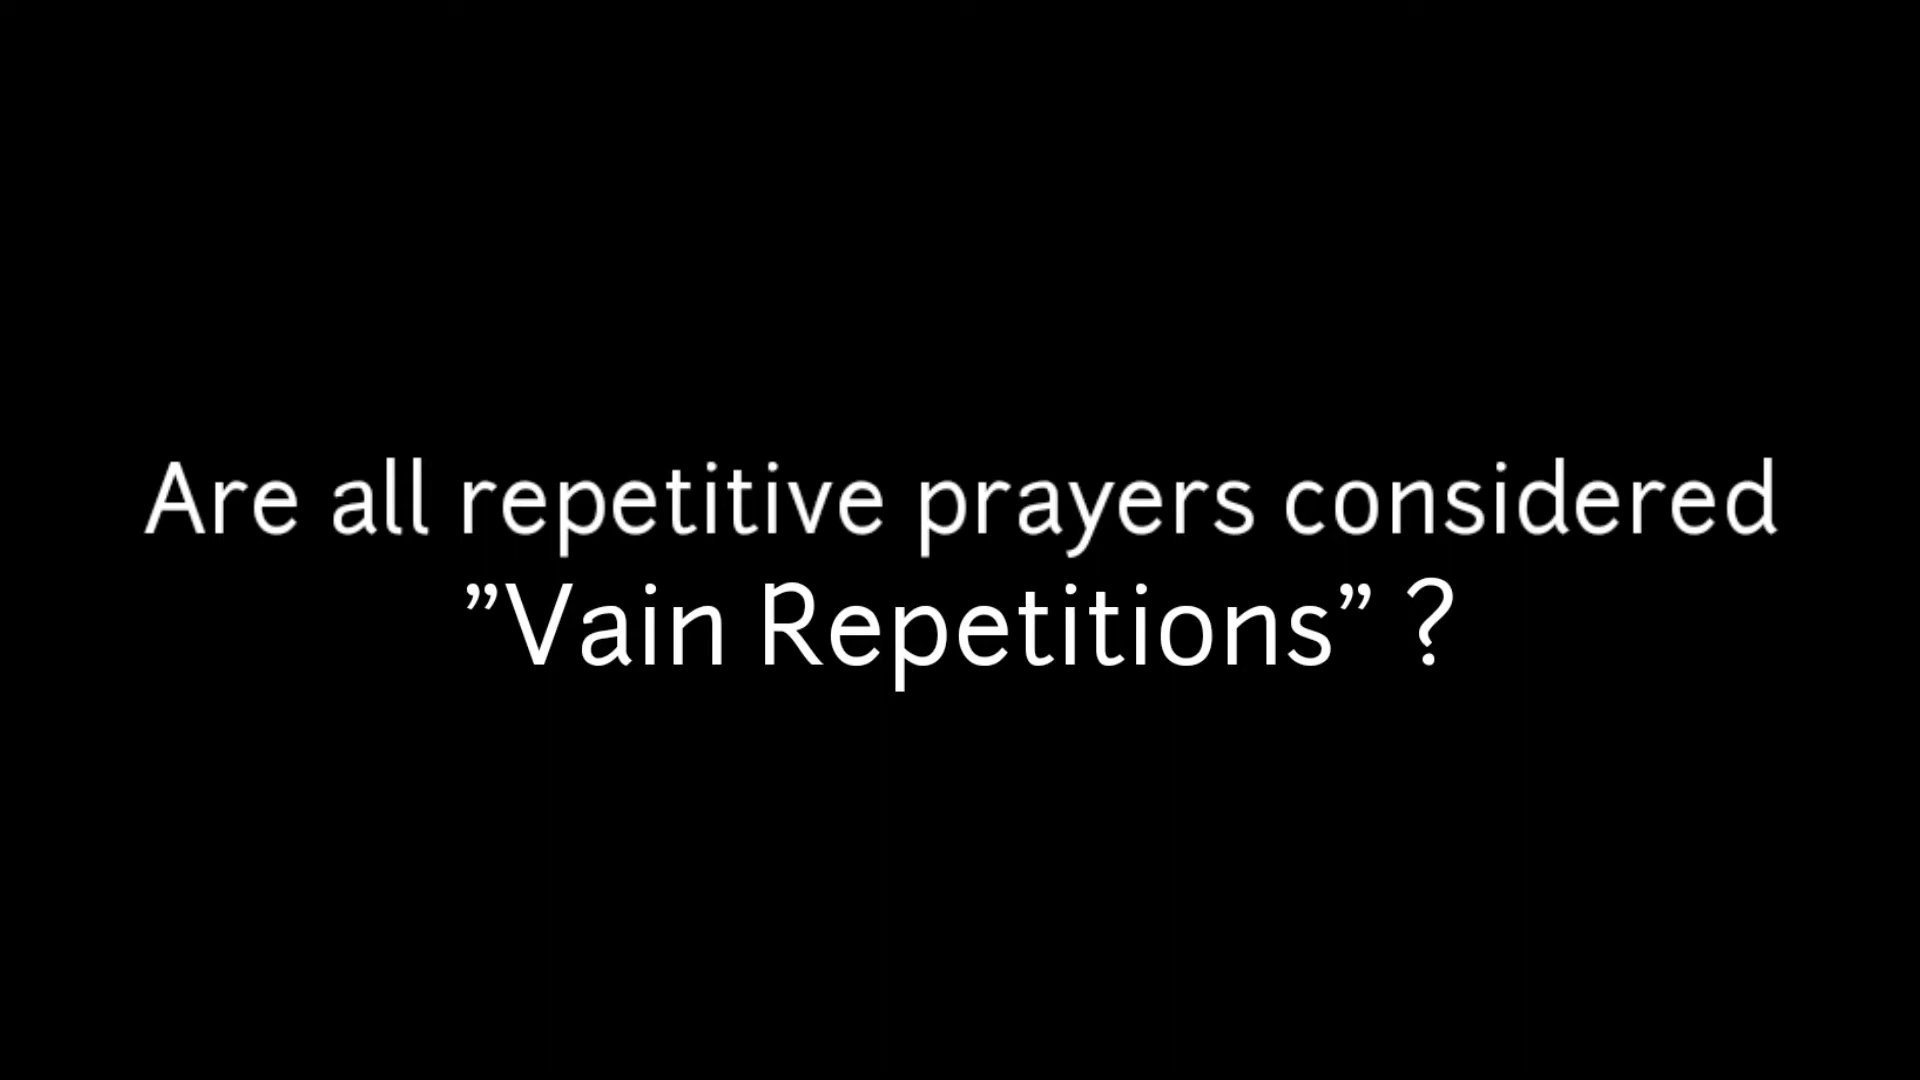 Are all repetitive prayers considered
”Vain Repetitions” ?